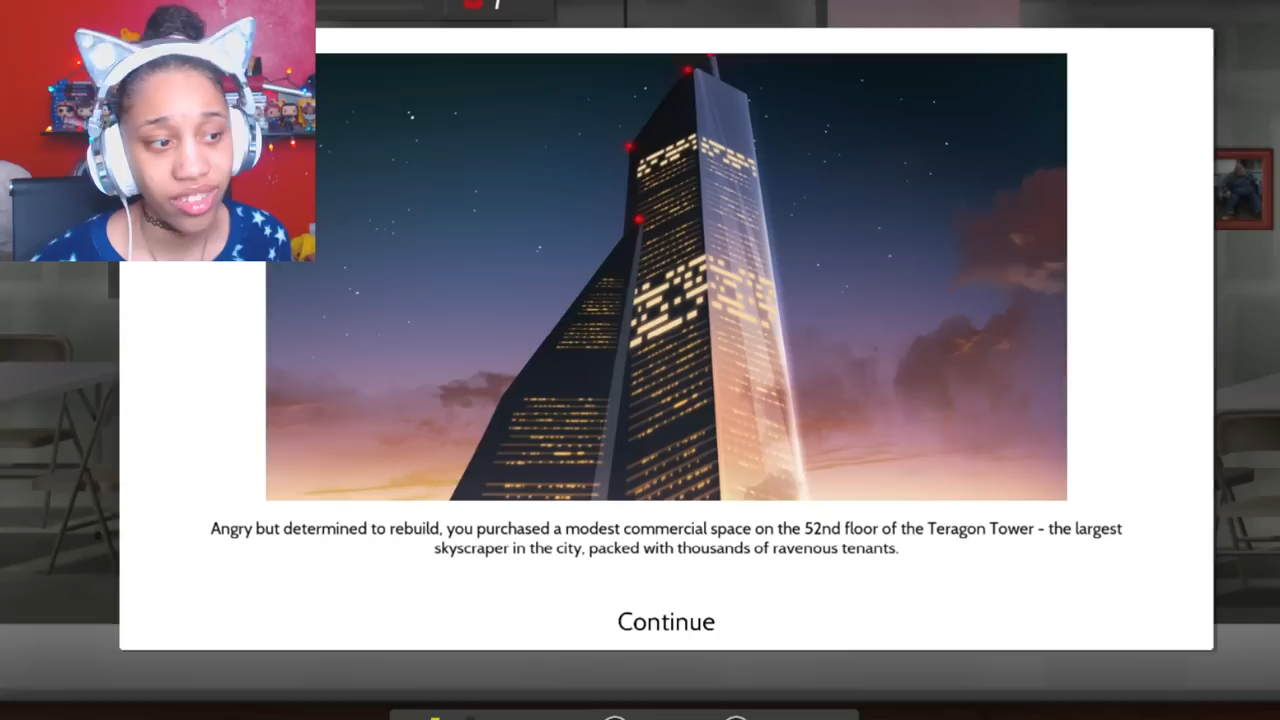 Angry but determined to rebuild, you purchased a modest commercial space on the 52nd floor of the Teragon Tower - the largest
skyscraper in the city, packed with thousands of ravenous tenants.
Continue